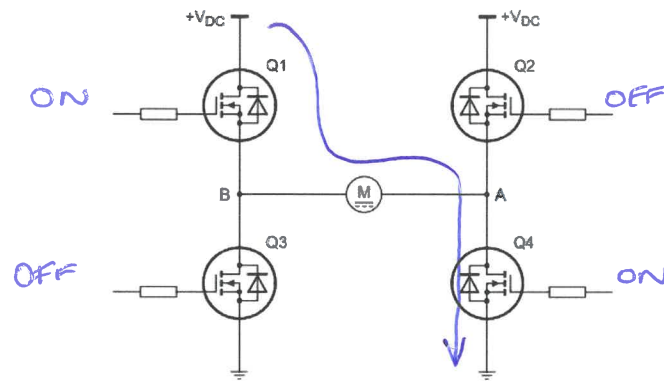 +VDC +VDC
Q1 Q2
ON OFF
B M A
Q3 Q4
OFF ON